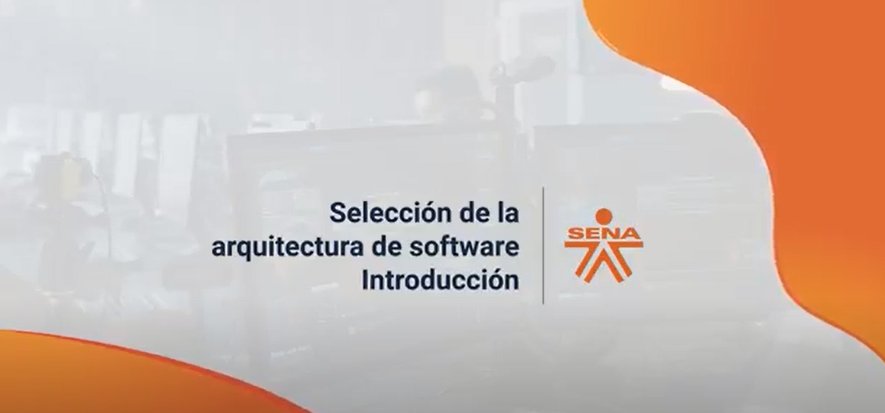 Selección de la
arquitectura de software
Introducción
SENA